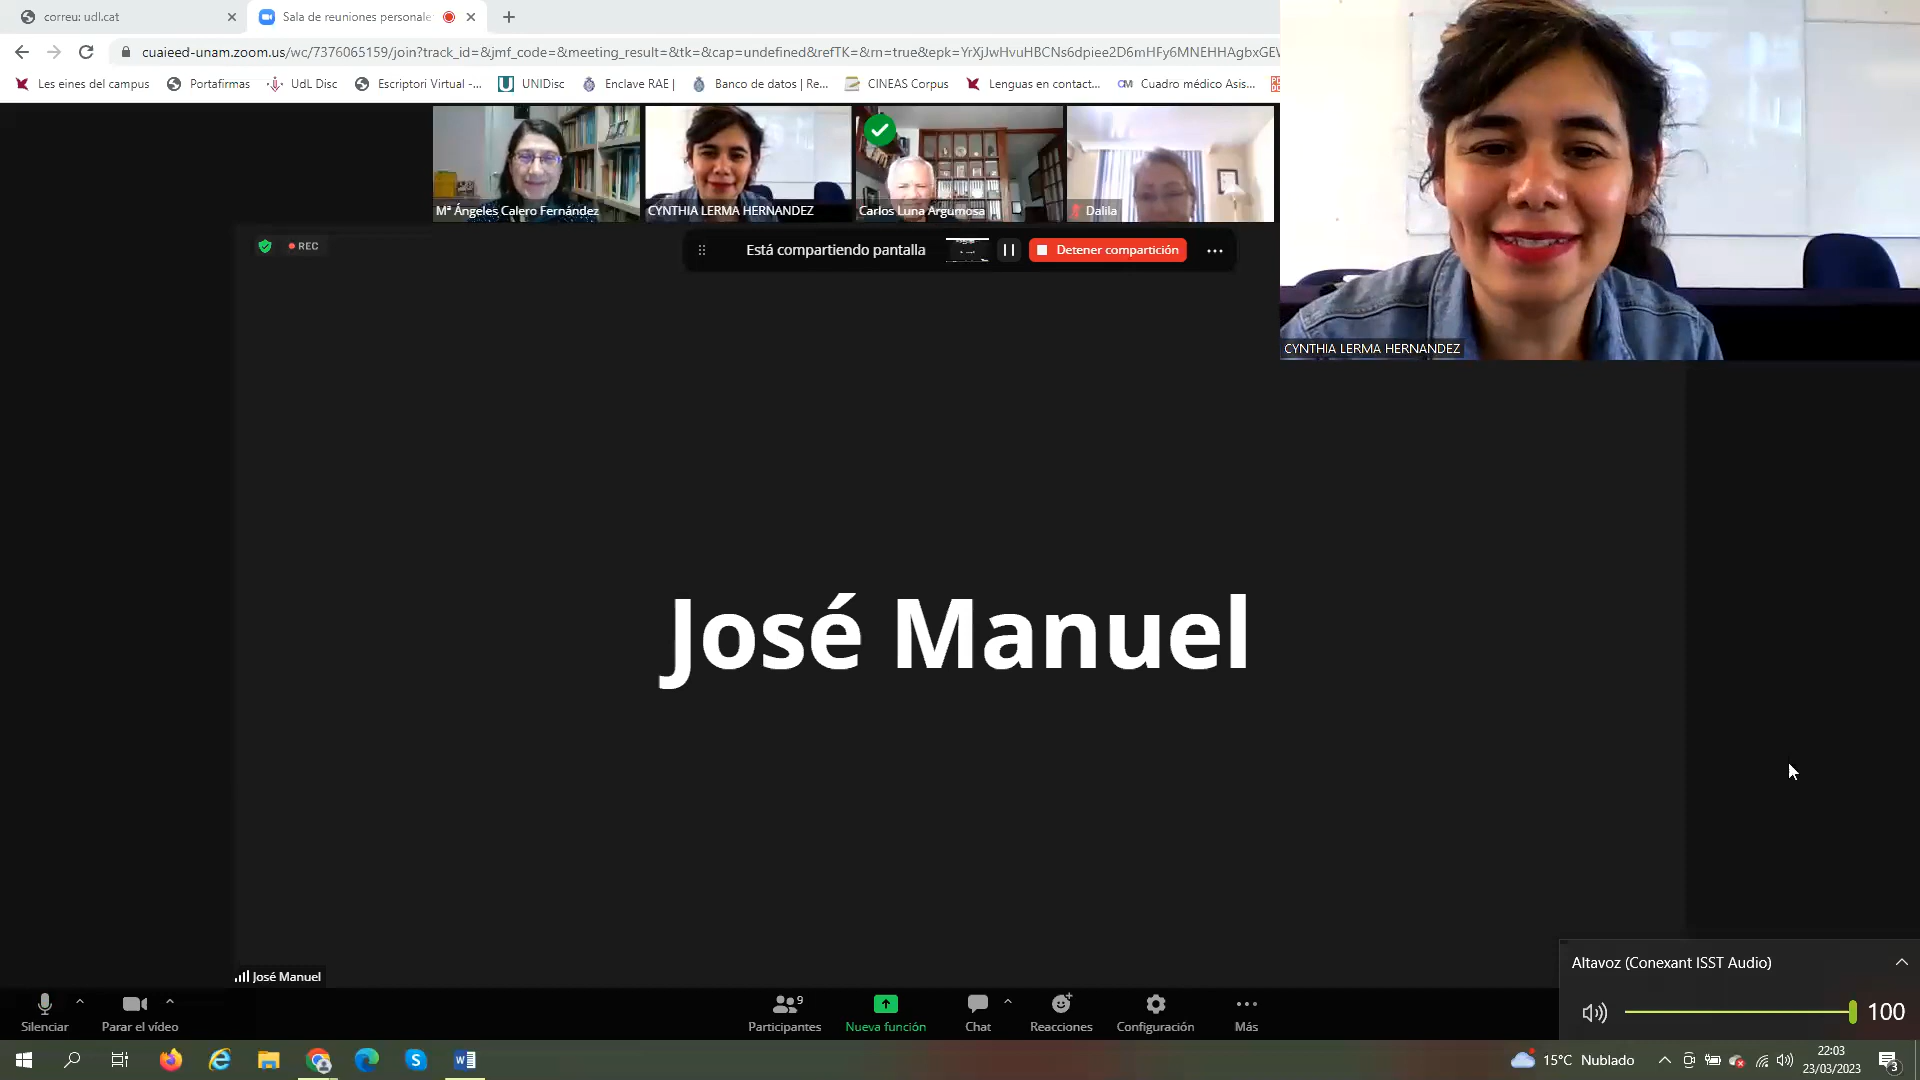 correu: udl.cat
Sala de reuniones personale
cuaieed-unam.zoom.us/wc/7376065159/join?track_id=&jmf_code=&meeting_result=&tk=&cap=undefined&refTK=&rn=true&epk=YrXjJwHvuHBCNs6dpiee2D6mHFy6MNEHHAgbxGEW
Les eines del campus
Portafirmas
UdL Disc
Escriptori Virtual -...
UNIDisc
Enclave RAE |
Banco de datos | Re...
CINEAS Corpus
Lenguas en contact...
CM Cuadro médico Asis...
Mª Ángeles Calero Fernández
CYNTHIA LERMA HERNANDEZ
Carlos Luna Argumosa
Dalila
REC
Está compartiendo pantalla
Detener compartición
CYNTHIA LERMA HERNANDEZ
José Manuel
José Manuel
Altavoz (Conexant ISST Audio)
100
Silenciar
Parar el vídeo
9
Participantes
Nueva función
Chat
Reacciones
Configuración
Más
15°C Nublado
22:03
23/03/2023
3